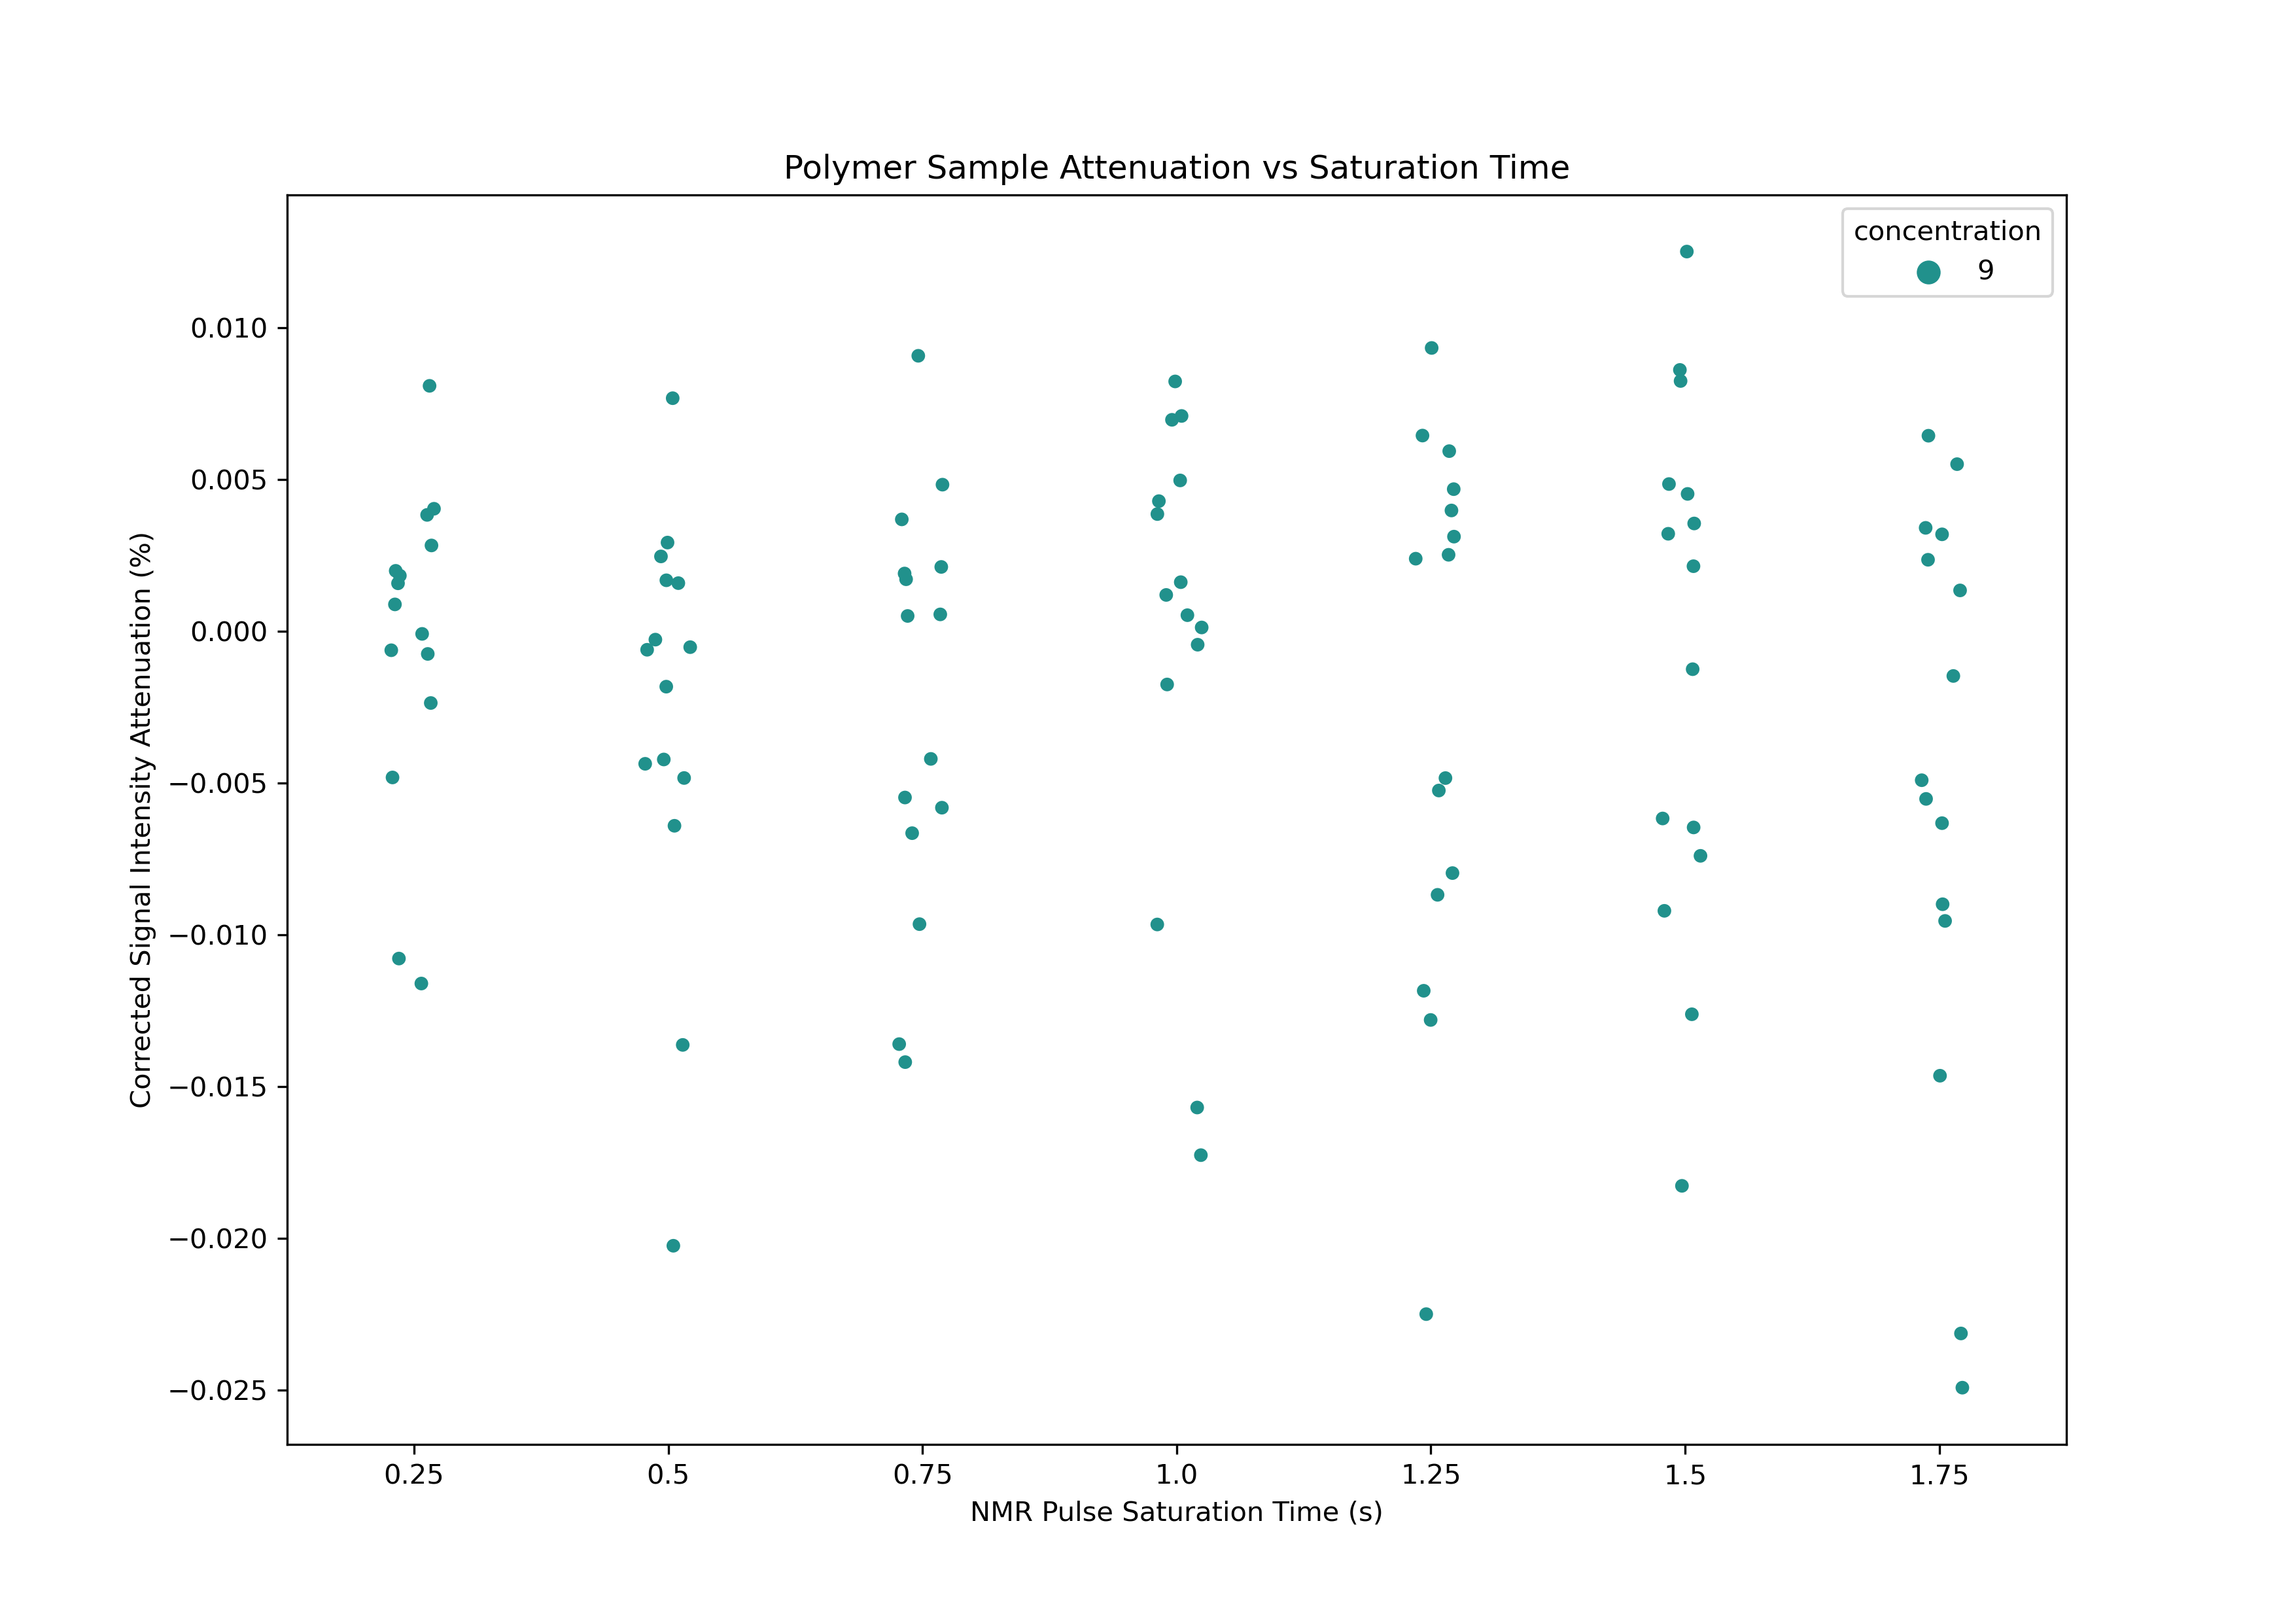 Polymer Sample Attenuation vs Saturation Time
concentration
9
0.010
0.005
0.000
−0.005
−0.010
−0.015
−0.020
−0.025
Corrected Signal Intensity Attenuation (%)
0.25 0.5 0.75 1.0 1.25 1.5 1.75
NMR Pulse Saturation Time (s)